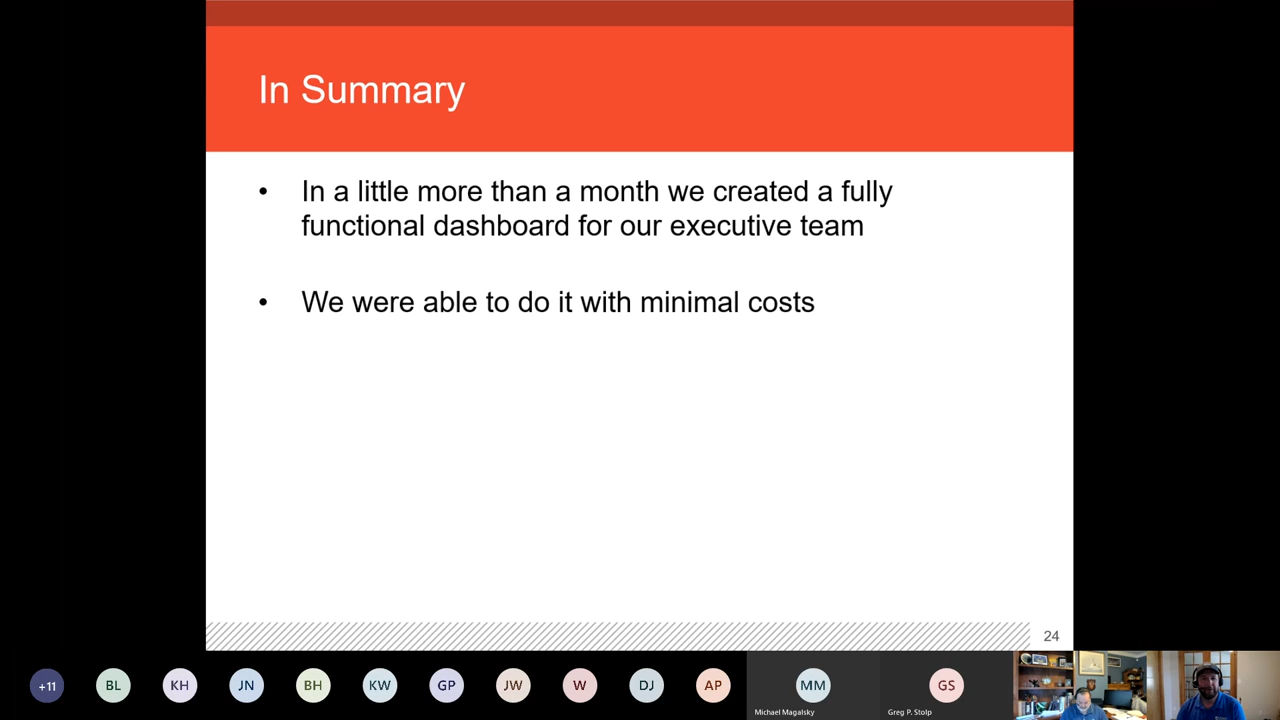 In Summary
• In a little more than a month we created a fully
functional dashboard for our executive team
• We were able to do it with minimal costs
24
+11
BL
KH
JN
BH
KW
GP
JW
W
DJ
AP
MM
GS
Michael Magalsky
Greg P. Stolp